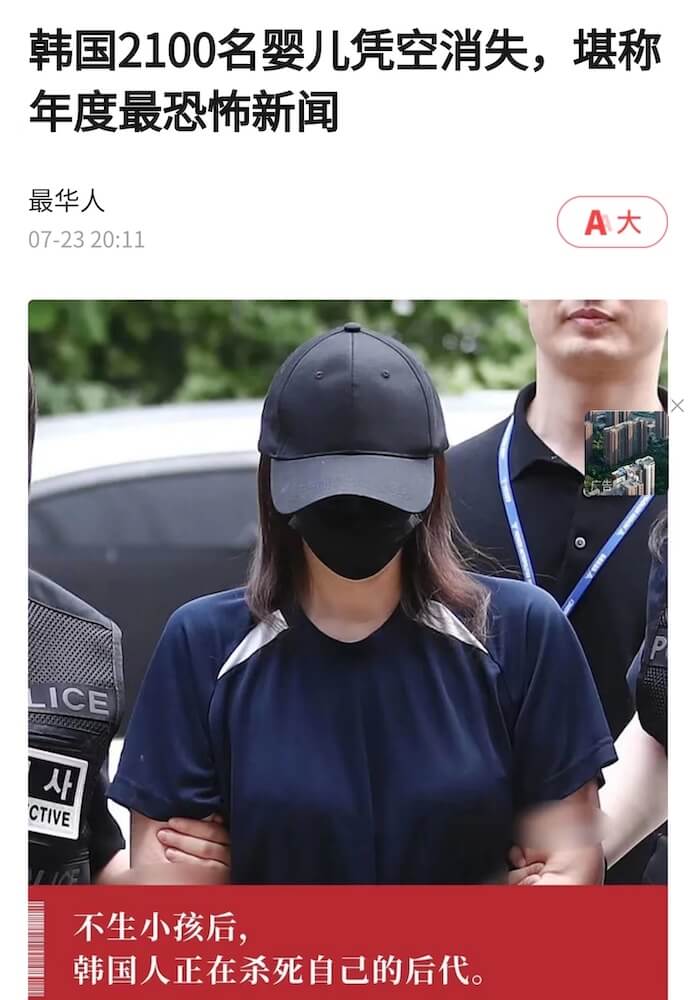 韩国2100名婴儿凭空消失，堪称
年度最恐怖新闻
最华人
07-23 20:11
A大
广告
LICE
사
CTIVE
不生小孩后，
韩国人正在杀死自己的后代。